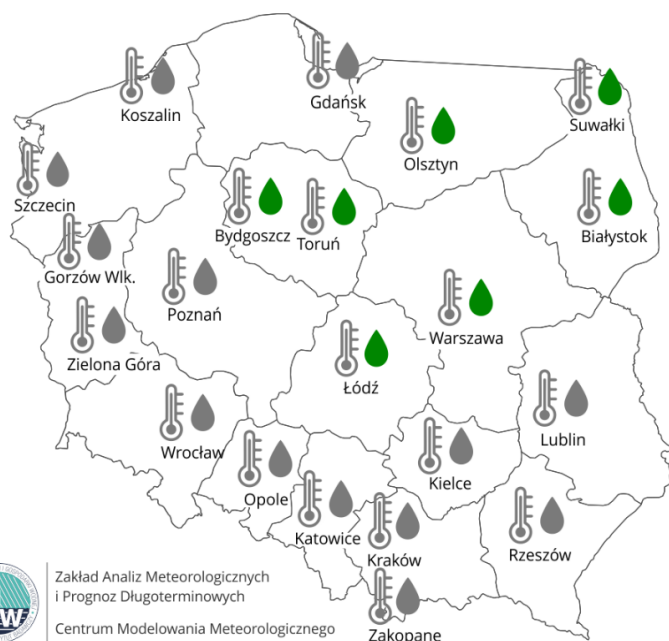 Koszalin
Gdańsk
Suwałki
Olsztyn
Szczecin
Białystok
Bydgoszcz
Toruń
Gorzów Wlk.
Poznań
Warszawa
Zielona Góra
Łódź
Lublin
Wrocław
Kielce
Opole
Katowice
Kraków
Rzeszów
Zakopane
W
Zakład Analiz Meteorologicznych
i Prognoz Długoterminowych
Centrum Modelowania Meteorologicznego